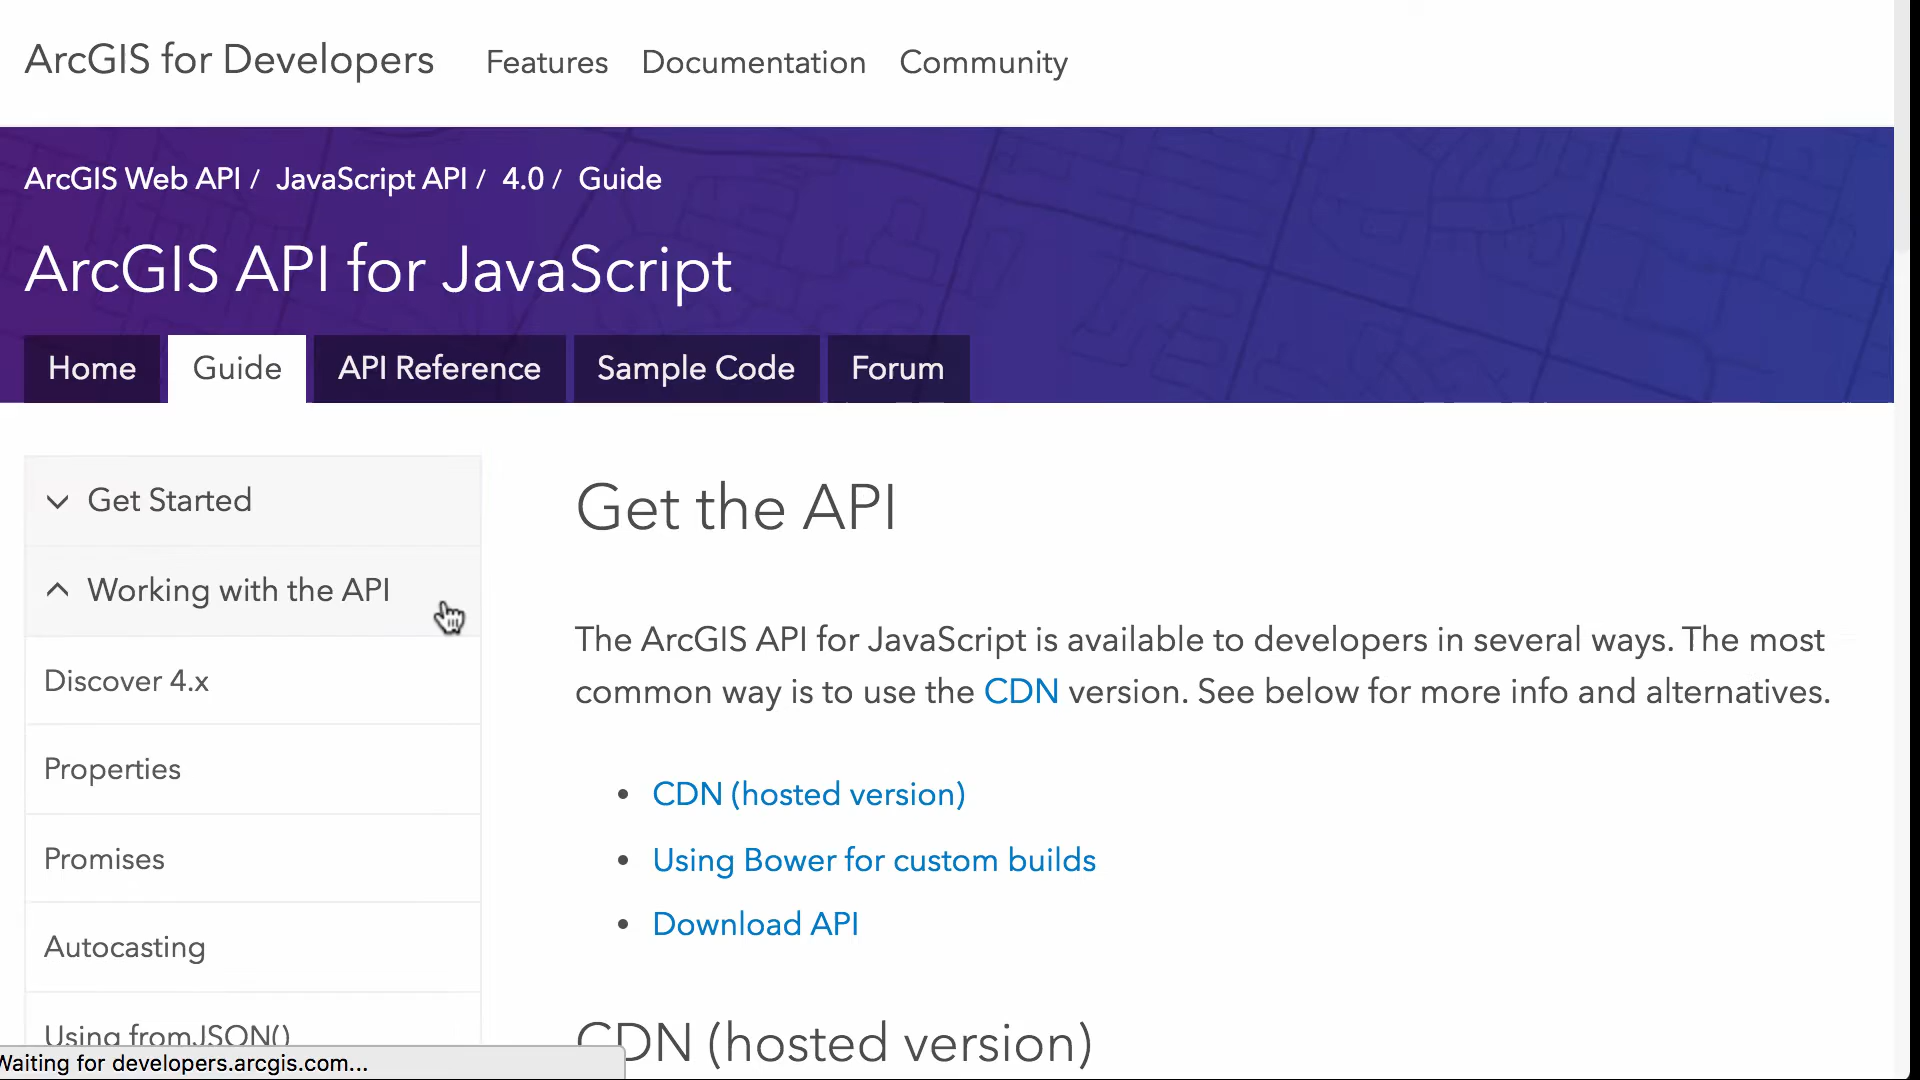 ArcGIS for Developers Features Documentation Community
ArcGIS Web API / JavaScript API / 4.0 / Guide
ArcGIS API for JavaScript
Home Guide API Reference Sample Code Forum
Get Started
Working with the API
Discover 4.x
Properties
Promises
Autocasting
Using fromJSON()
Get the API
The ArcGIS API for JavaScript is available to developers in several ways. The most
common way is to use the CDN version. See below for more info and alternatives.
• CDN (hosted version)
• Using Bower for custom builds
• Download API
CDN (hosted version)
Waiting for developers.arcgis.com...